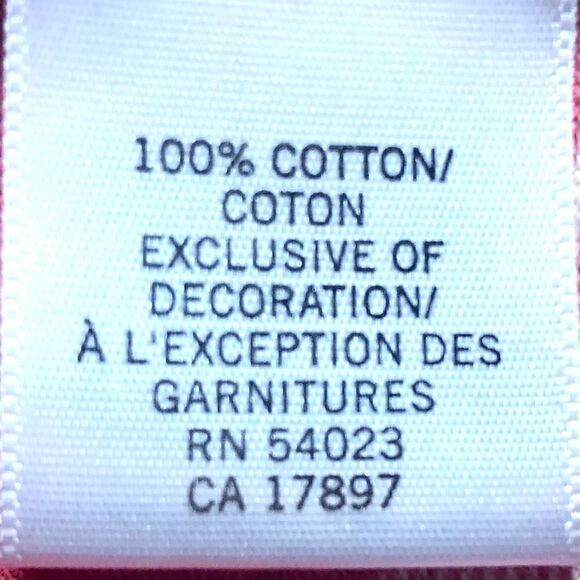 100% COTTON/
COTON
EXCLUSIVE OF
DECORATION/
À L'EXCEPTION DES
GARNITURES
RN 54023
CA 17897